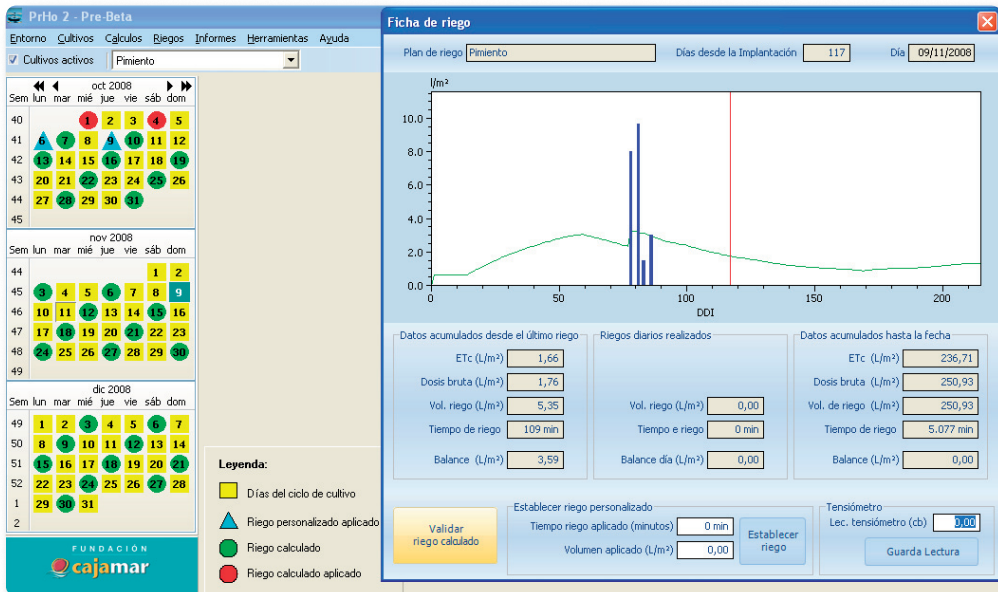 PrHo 2 - Pre-Beta
Entorno Cultivos Calculos Riegos Informes Herramientas Ayuda
Cultivos activos Pimiento
oct 2008
Sem lun mar mié jue vie sáb dom
40 1 2 3 4 5
41 6 7 8 9 10 11 12
42 13 14 15 16 17 18 19
43 20 21 22 23 24 25 26
44 27 28 29 30 31
45
nov 2008
Sem lun mar mié jue vie sáb dom
44 1 2
45 3 4 5 6 7 8 9
46 10 11 12 13 14 15 16
47 17 18 19 20 21 22 23
48 24 25 26 27 28 29 30
49
dic 2008
Sem lun mar mié jue vie sáb dom
49 1 2 3 4 5 6 7
50 8 9 10 11 12 13 14
51 15 16 17 18 19 20 21
52 22 23 24 25 26 27 28
1 29 30 31
2
FUNDACIÓN
cajamar
Leyenda:
Días del ciclo de cultivo
Riego personalizado aplicado
Riego calculado
Riego calculado aplicado
Ficha de riego
Plan de riego Pimiento Días desde la Implantación 117 Día 09/11/2008
l/m²
10.0
8.0
6.0
4.0
2.0
0.0
0 50 100 150 200
DDI
Datos acumulados desde el último riego
ETc (L/m²) 1,66
Dosis bruta (L/m²) 1,76
Vol. riego (L/m²) 5,35
Tiempo de riego 109 min
Balance (L/m²) 3,59
Riegos diarios realizados
Vol. riego (L/m²) 0,00
Tiempo e riego 0 min
Balance día (L/m²) 0,00
Datos acumulados hasta la fecha
ETc (L/m²) 236,71
Dosis bruta (L/m²) 250,93
Vol. de riego (L/m²) 250,93
Tiempo de riego 5.077 min
Balance (L/m²) 0,00
Validar
riego calculado
Establecer riego personalizado
Tiempo riego aplicado (minutos) 0 min
Volumen aplicado (L/m²) 0,00
Establecer
riego
Tensiómetro
Lec. tensiómetro (cb) 0,00
Guarda Lectura